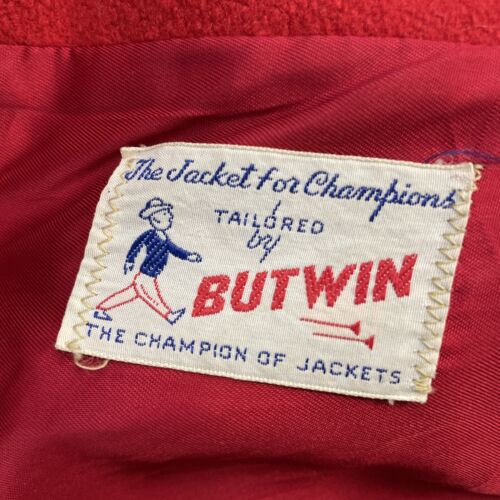 The Jacket for Champions
TAILORED
by
BUTWIN
THE CHAMPION OF JACKETS